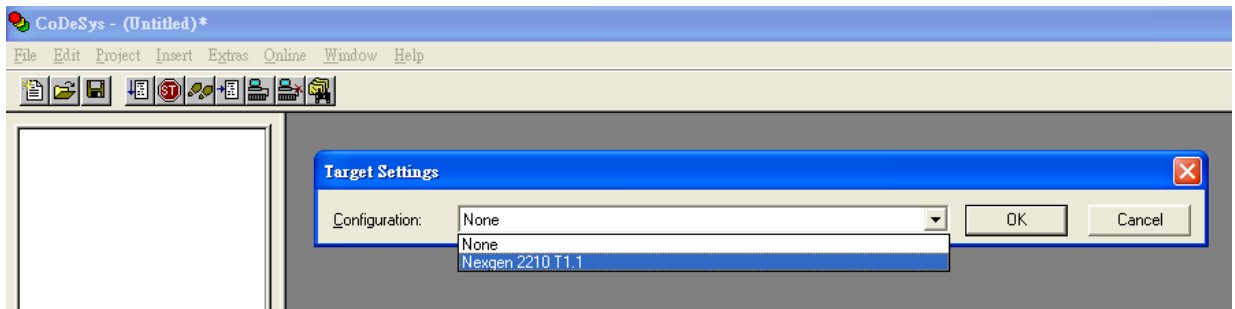 CoDeSys - (Untitled)*
File Edit Project Insert Extras Online Window Help
ST
Target Settings
Configuration: None OK Cancel
None
Nexgen 2210 T1.1